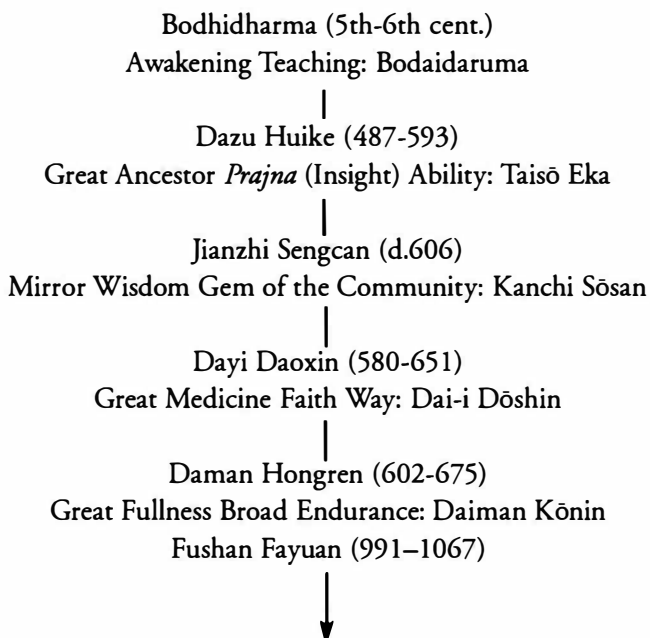 Bodhidharma (5th-6th cent.)
Awakening Teaching: Bodaidaruma
Dazu Huike (487-593)
Great Ancestor Prajna (Insight) Ability: Taisō Eka
Jianzhi Sengcan (d.606)
Mirror Wisdom Gem of the Community: Kanchi Sōsan
Dayi Daoxin (580-651)
Great Medicine Faith Way: Dai-i Dōshin
Daman Hongren (602-675)
Great Fullness Broad Endurance: Daiman Kōnin
Fushan Fayuan (991–1067)